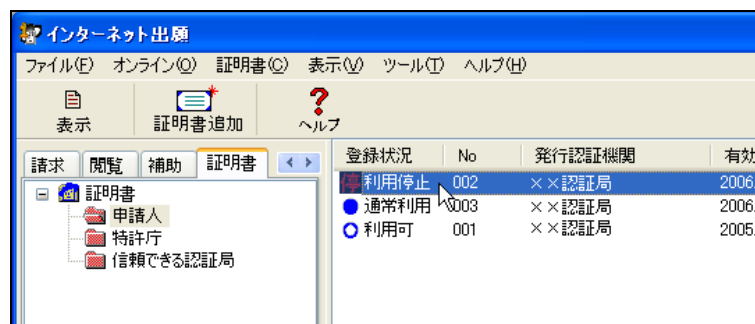 インターネット出願
ファイル(F) オンライン(O) 証明書(C) 表示(V) ツール(T) ヘルプ(H)
表示 証明書追加 ヘルプ
請求 閲覧 補助 証明書
証明書
申請人
特許庁
信頼できる認証局
登録状況 No 発行認証機関 有効
停 利用停止 002 ××認証局 2006.
通常利用 003 ××認証局 2006.
利用可 001 ××認証局 2005.